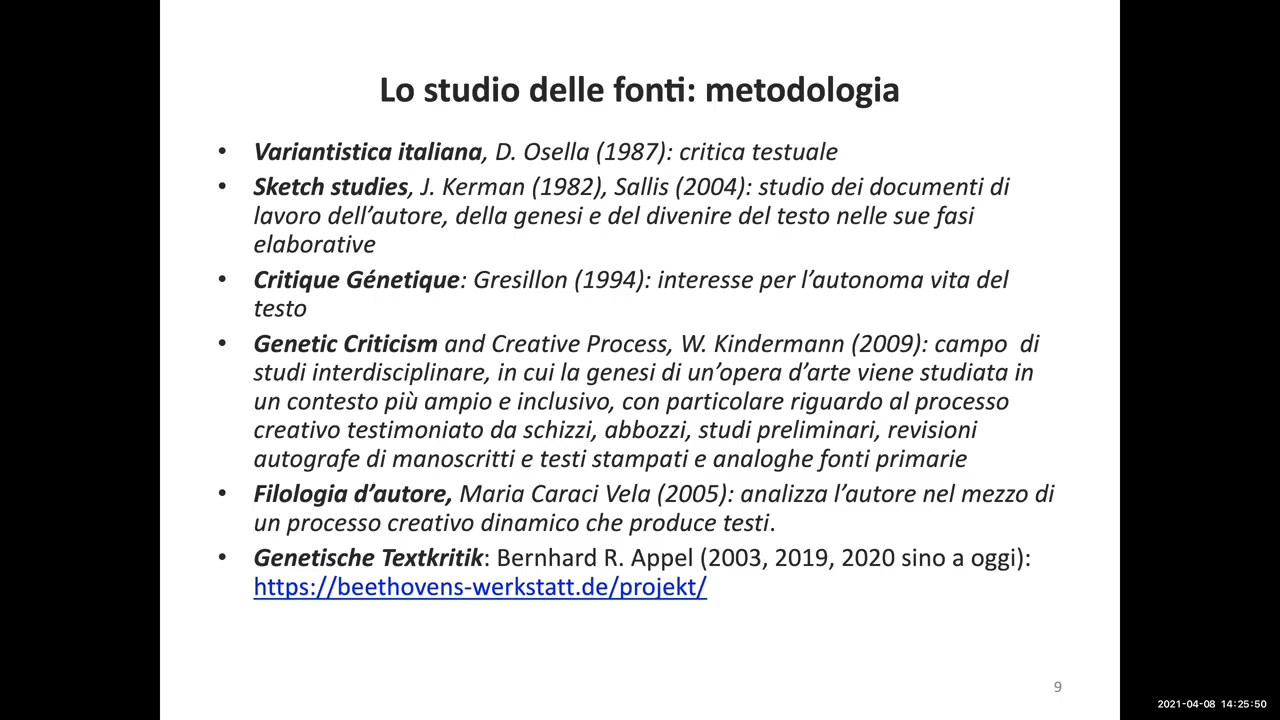 Lo studio delle fonti: metodologia
• Variantistica italiana, D. Osella (1987): critica testuale
• Sketch studies, J. Kerman (1982), Sallis (2004): studio dei documenti di
lavoro dell’autore, della genesi e del divenire del testo nelle sue fasi
elaborative
• Critique Génetique: Gresillon (1994): interesse per l’autonoma vita del
testo
• Genetic Criticism and Creative Process, W. Kindermann (2009): campo di
studi interdisciplinare, in cui la genesi di un’opera d’arte viene studiata in
un contesto più ampio e inclusivo, con particolare riguardo al processo
creativo testimoniato da schizzi, abbozzi, studi preliminari, revisioni
autografe di manoscritti e testi stampati e analoghe fonti primarie
• Filologia d’autore, Maria Caraci Vela (2005): analizza l’autore nel mezzo di
un processo creativo dinamico che produce testi.
• Genetische Textkritik: Bernhard R. Appel (2003, 2019, 2020 sino a oggi):
https://beethovens-werkstatt.de/projekt/
9
2021-04-08 14:25:50